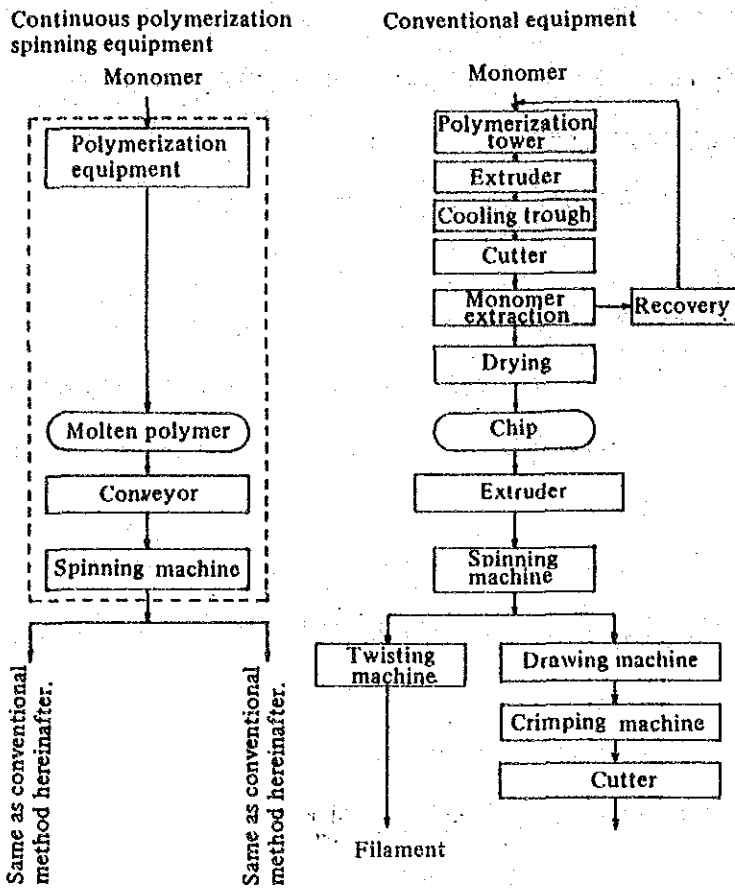 Continuous polymerization
spinning equipment
Monomer
Polymerization
equipment
Molten polymer
Conveyor
Spinning machine
Same as conventional
method hereinafter.
Same as conventional
method hereinafter.
Conventional equipment
Monomer
Polymerization
tower
Extruder
Cooling trough
Cutter
Monomer
extraction
Recovery
Drying
Chip
Extruder
Spinning
machine
Twisting
machine
Drawing machine
Crimping machine
Cutter
Filament